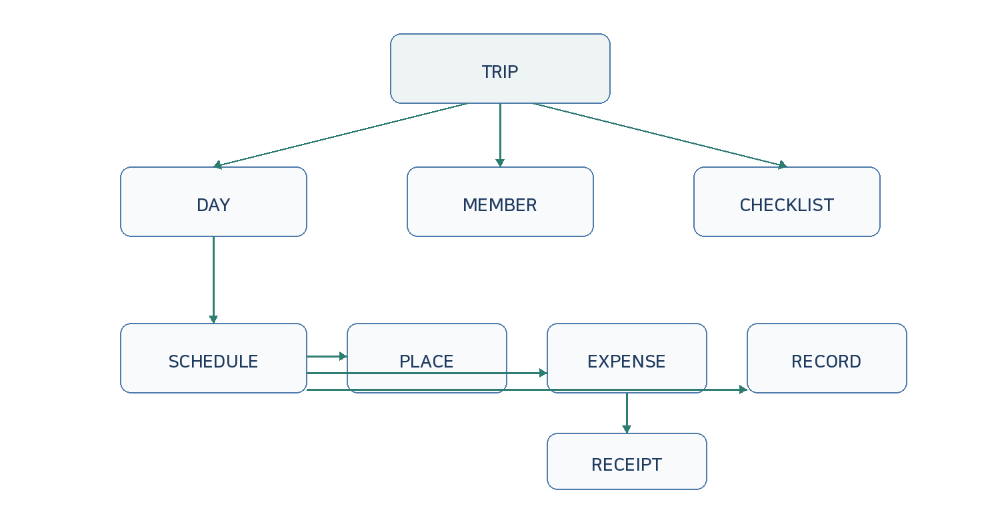 TRIP
DAY
MEMBER
CHECKLIST
SCHEDULE
PLACE
EXPENSE
RECORD
RECEIPT